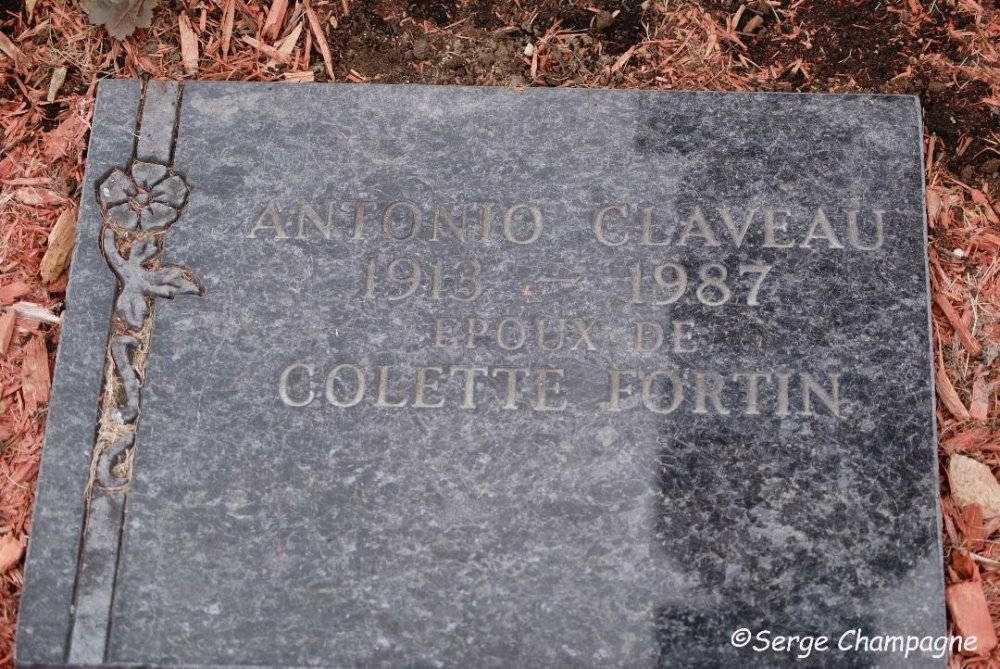 ANTONIO CLAVEAU
1913 - 1987
EPOUX DE
COLETTE FORTIN
©Serge Champagne